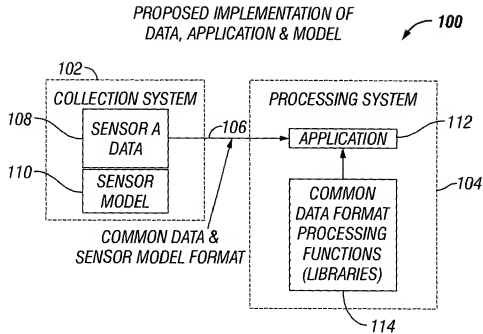 PROPOSED IMPLEMENTATION OF
DATA, APPLICATION & MODEL
100
102
COLLECTION SYSTEM
PROCESSING SYSTEM
108
SENSOR A
DATA
106
APPLICATION
112
110
SENSOR
MODEL
104
COMMON DATA &
SENSOR MODEL FORMAT
COMMON
DATA FORMAT
PROCESSING
FUNCTIONS
(LIBRARIES)
114